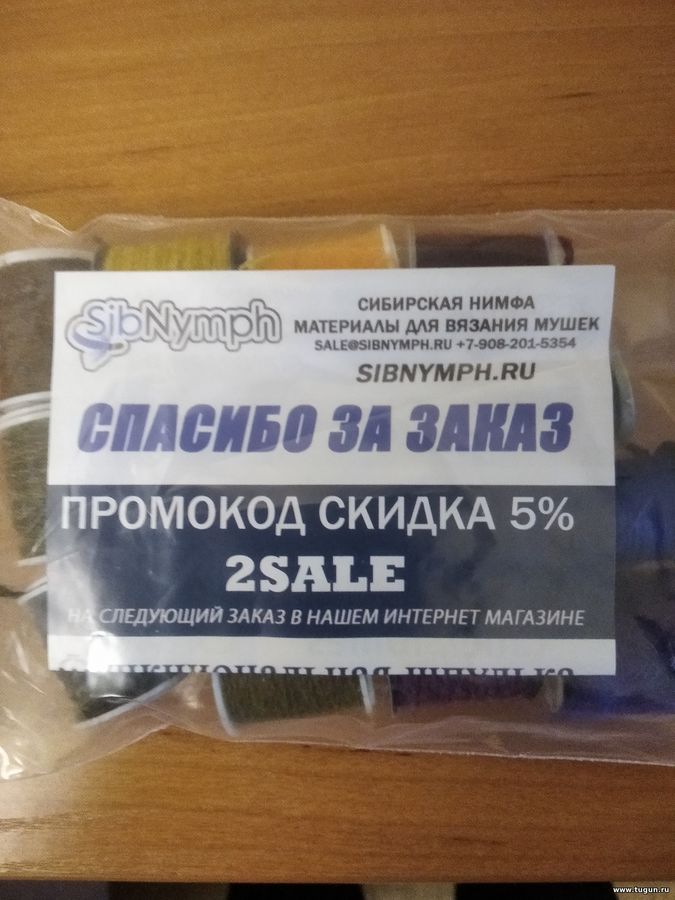 SibNymph
СИБИРСКАЯ НИМФА
МАТЕРИАЛЫ ДЛЯ ВЯЗАНИЯ МУШЕК
SALE@SIBNYMPH.RU +7-908-201-5354
SIBNYMPH.RU
СПАСИБО ЗА ЗАКАЗ
ПРОМОКОД СКИДКА 5%
2SALE
НА СЛЕДУЮЩИЙ ЗАКАЗ В НАШЕМ ИНТЕРНЕТ МАГАЗИНЕ
www.tugun.ru